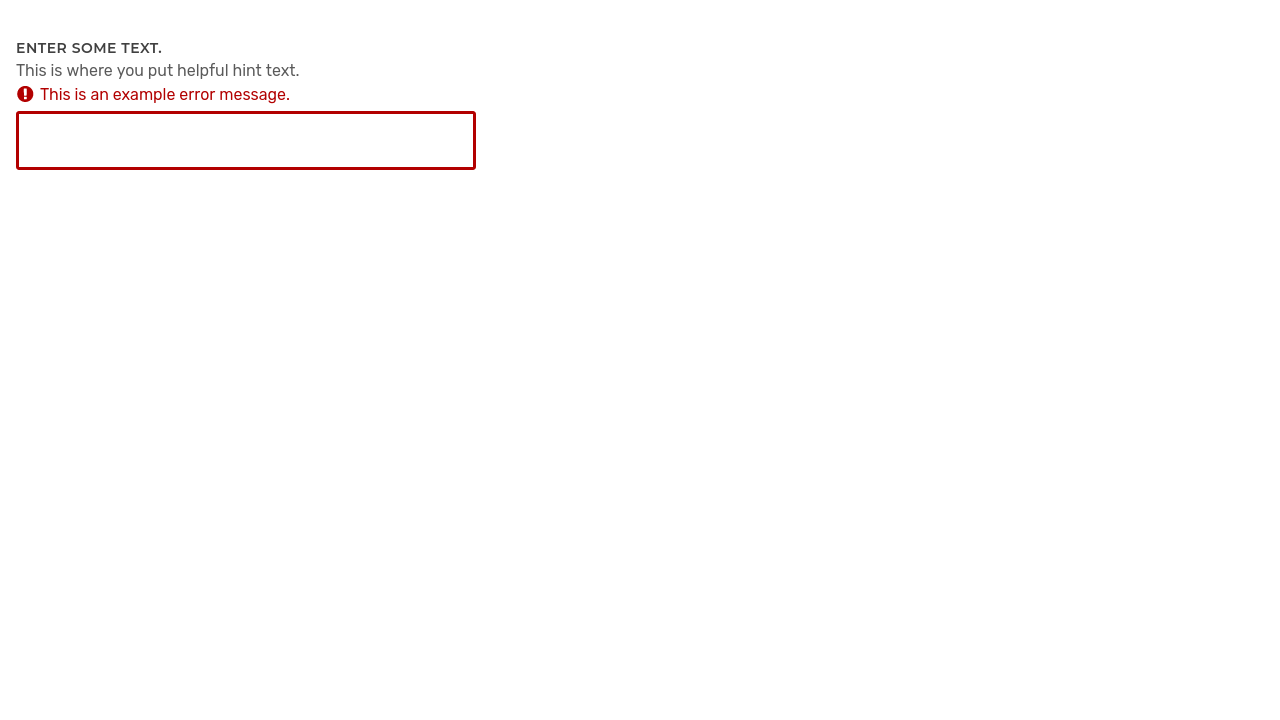 ENTER SOME TEXT.
This is where you put helpful hint text.
This is an example error message.